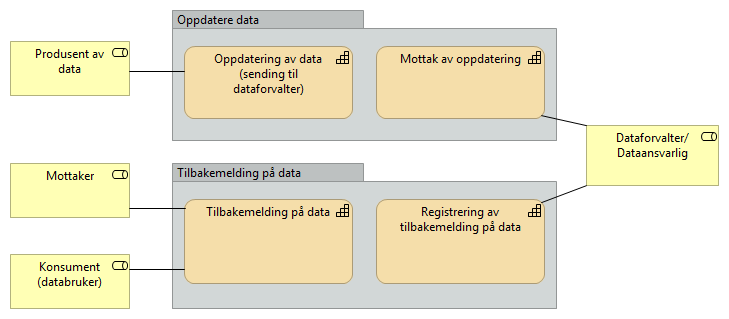 Oppdatere data
Produsent av
data
Oppdatering av data
(sending til
dataforvalter)
Mottak av oppdatering
Dataforvalter/
Dataansvarlig
Tilbakemelding på data
Mottaker
Tilbakemelding på data
Registrering av
tilbakemelding på data
Konsument
(databruker)